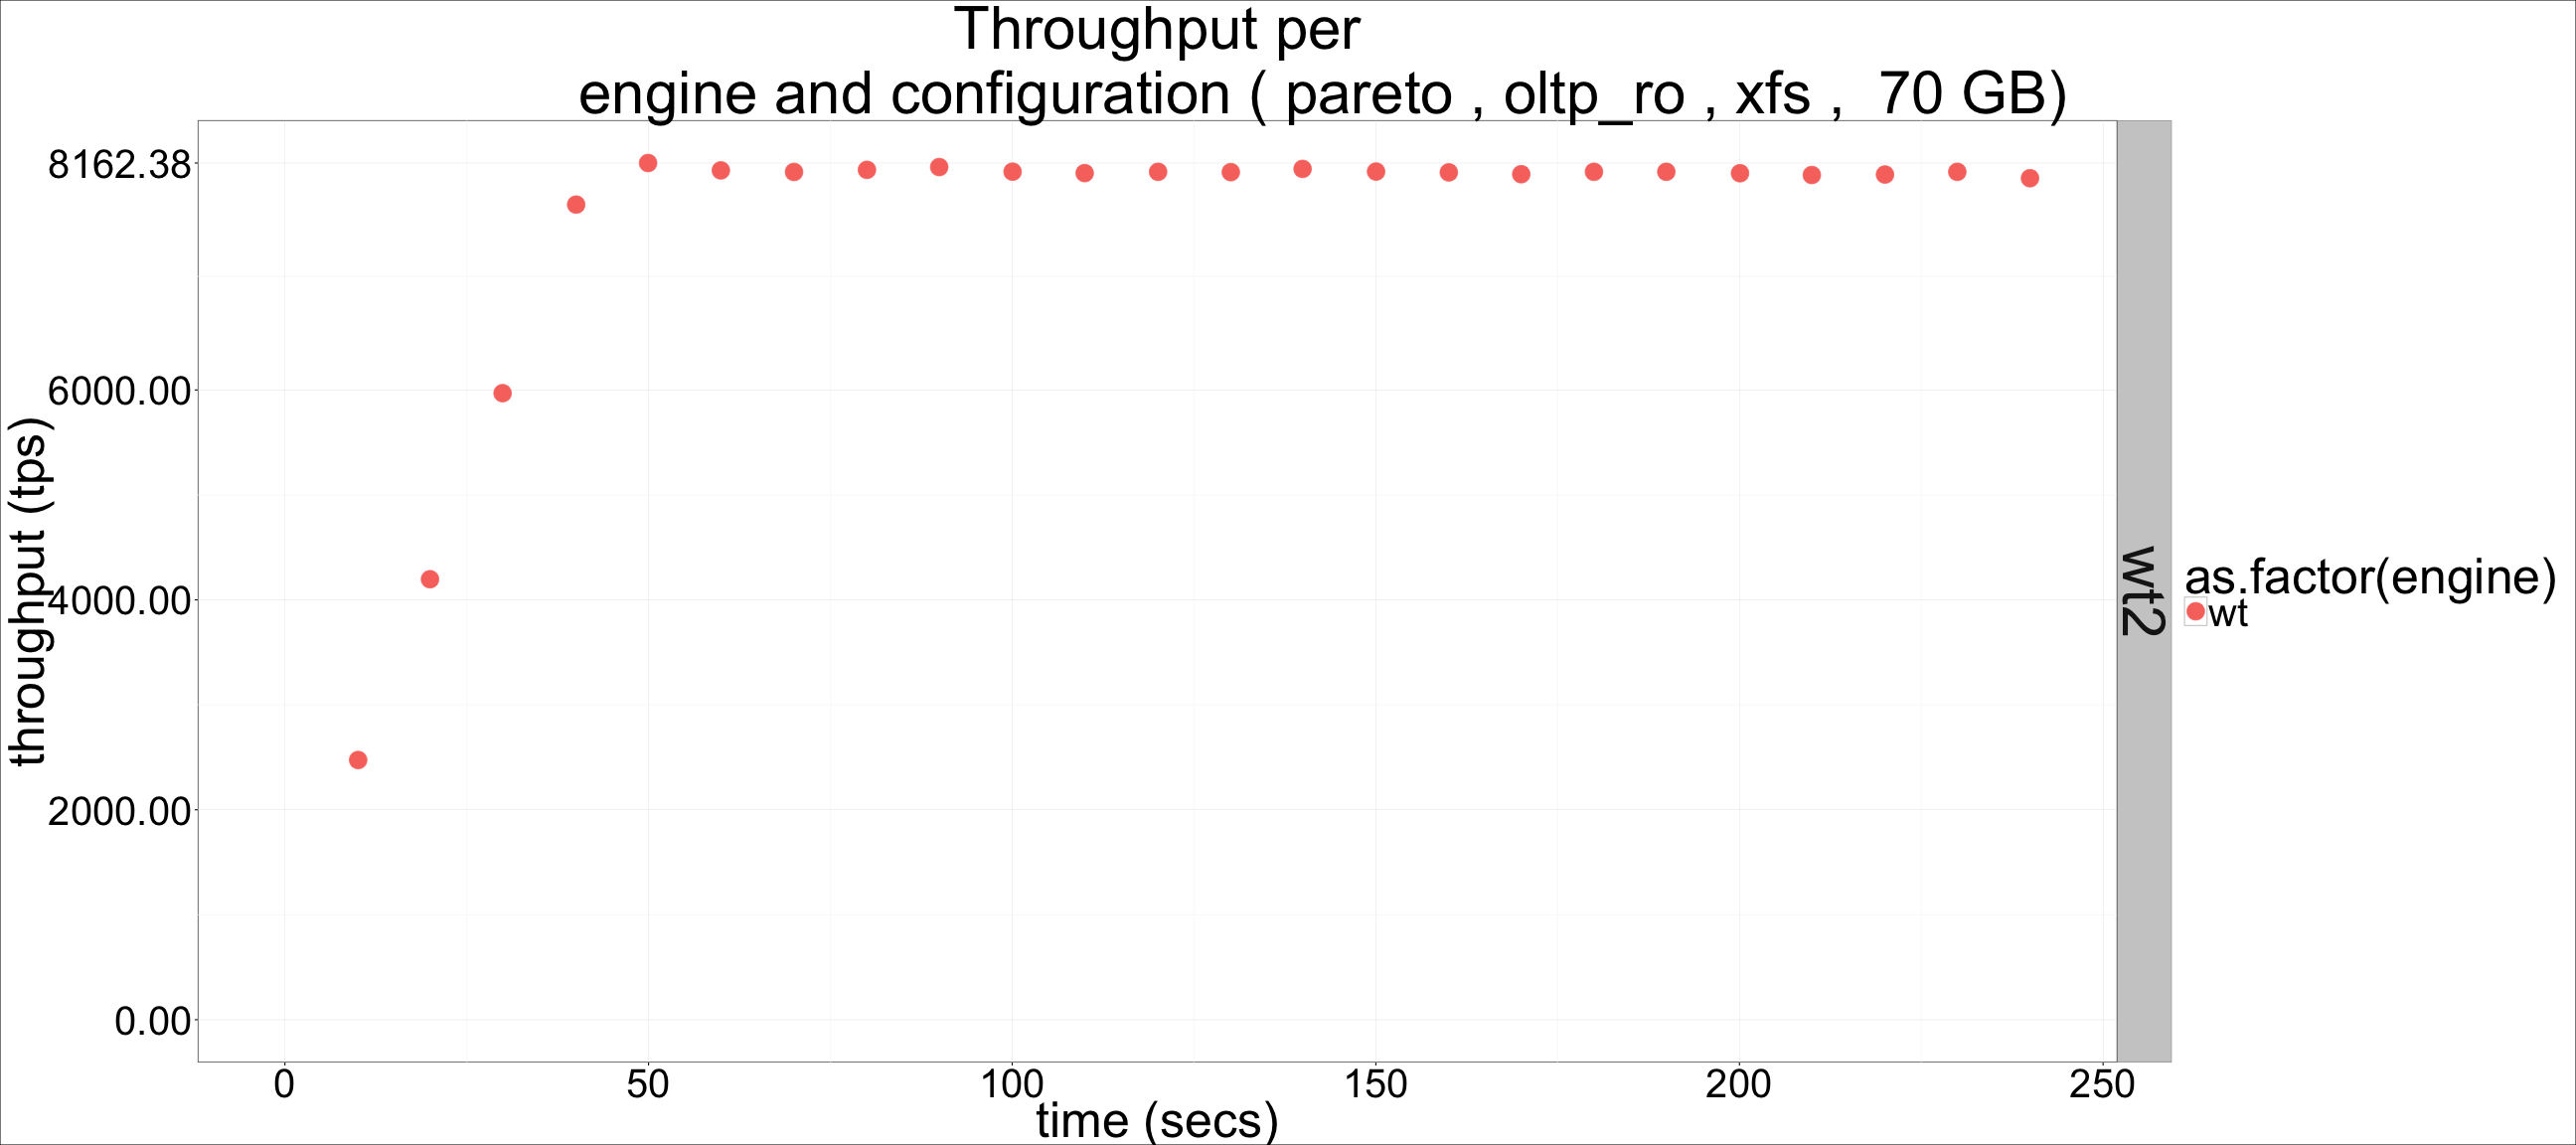 Throughput per
engine and configuration ( pareto , oltp_ro , xfs ,  70 GB)
8162.38
6000.00
4000.00
2000.00
0.00
throughput (tps)
0 50 100 150 200 250
time (secs)
wt2
as.factor(engine)
wt